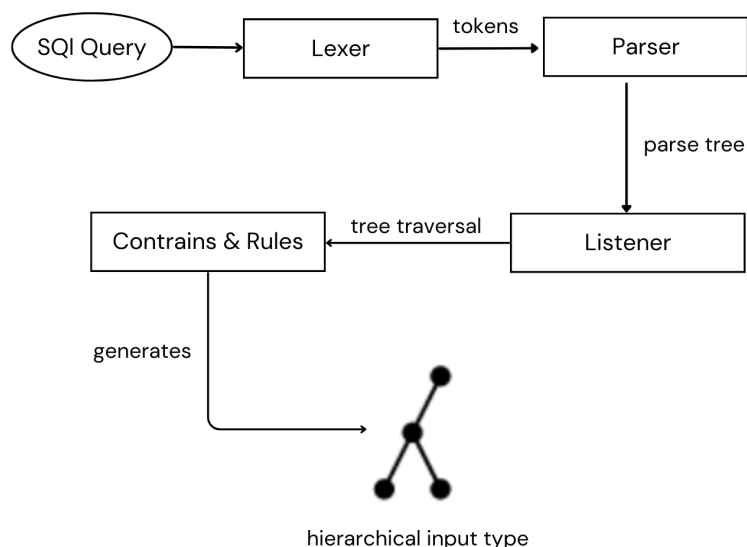 SQl Query
Lexer
tokens
Parser
parse tree
Contrains & Rules
tree traversal
Listener
generates
hierarchical input type